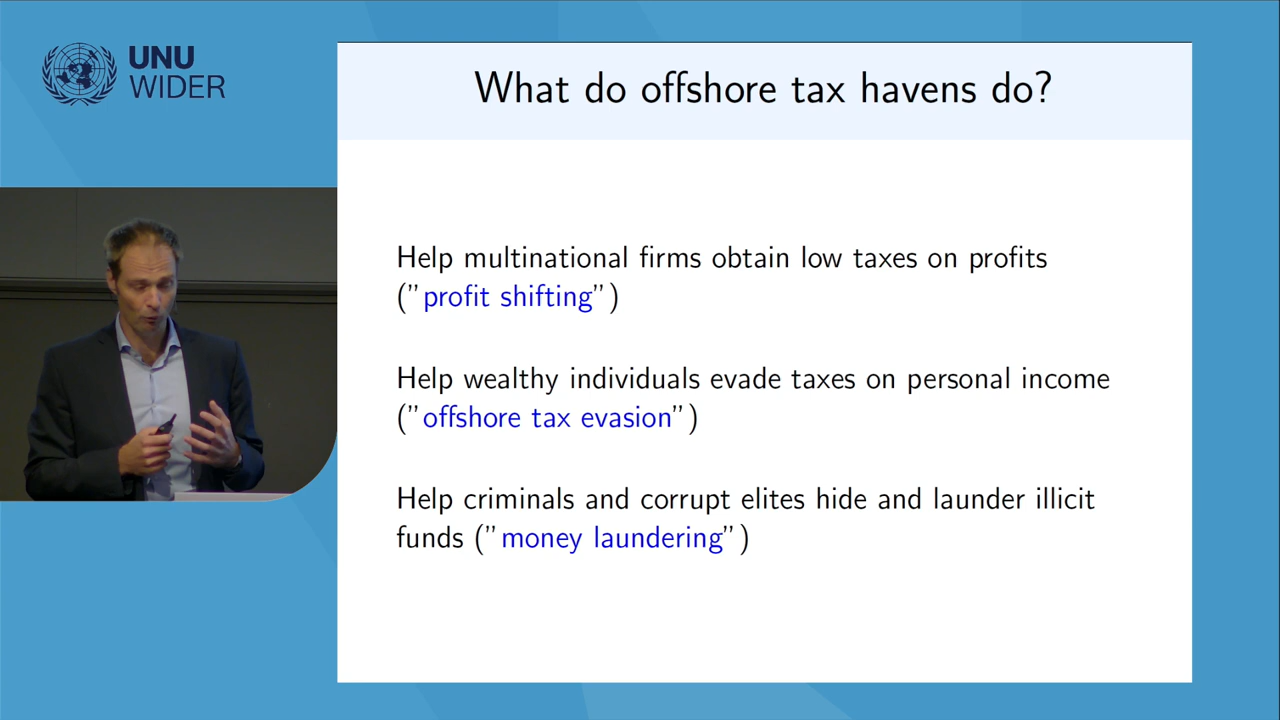 UNU
WIDER
What do offshore tax havens do?
Help multinational firms obtain low taxes on profits
(”profit shifting”)
Help wealthy individuals evade taxes on personal income
(”offshore tax evasion”)
Help criminals and corrupt elites hide and launder illicit
funds (”money laundering”)